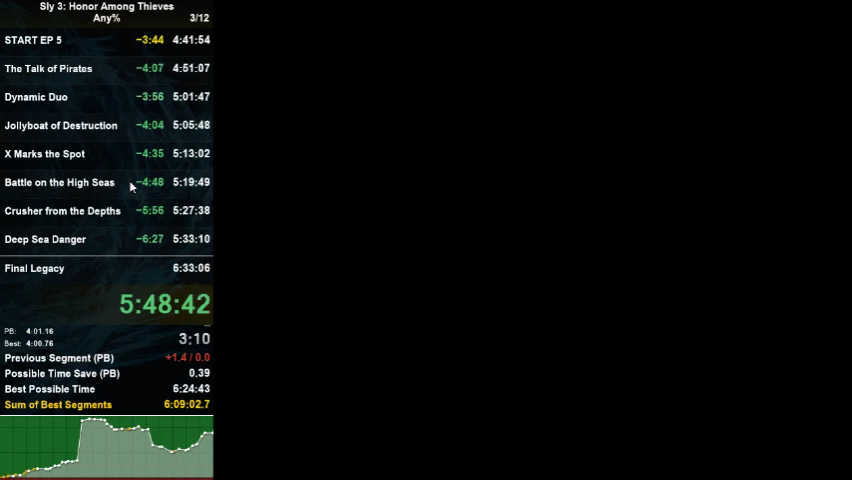 Sly 3: Honor Among Thieves
Any% 3/12
START EP 5 −3:44 4:41:54
The Talk of Pirates −4:07 4:51:07
Dynamic Duo −3:56 5:01:47
Jollyboat of Destruction −4:04 5:05:48
X Marks the Spot −4:35 5:13:02
Battle on the High Seas −4:48 5:19:49
Crusher from the Depths −5:56 5:27:38
Deep Sea Danger −6:27 5:33:10
Final Legacy 6:33:06
5:48:42
PB: 4:01.16
Best: 4:00.76
3:10
Previous Segment (PB) +1.4 / 0.0
Possible Time Save (PB) 0.39
Best Possible Time 6:24:43
Sum of Best Segments 6:09:02.7